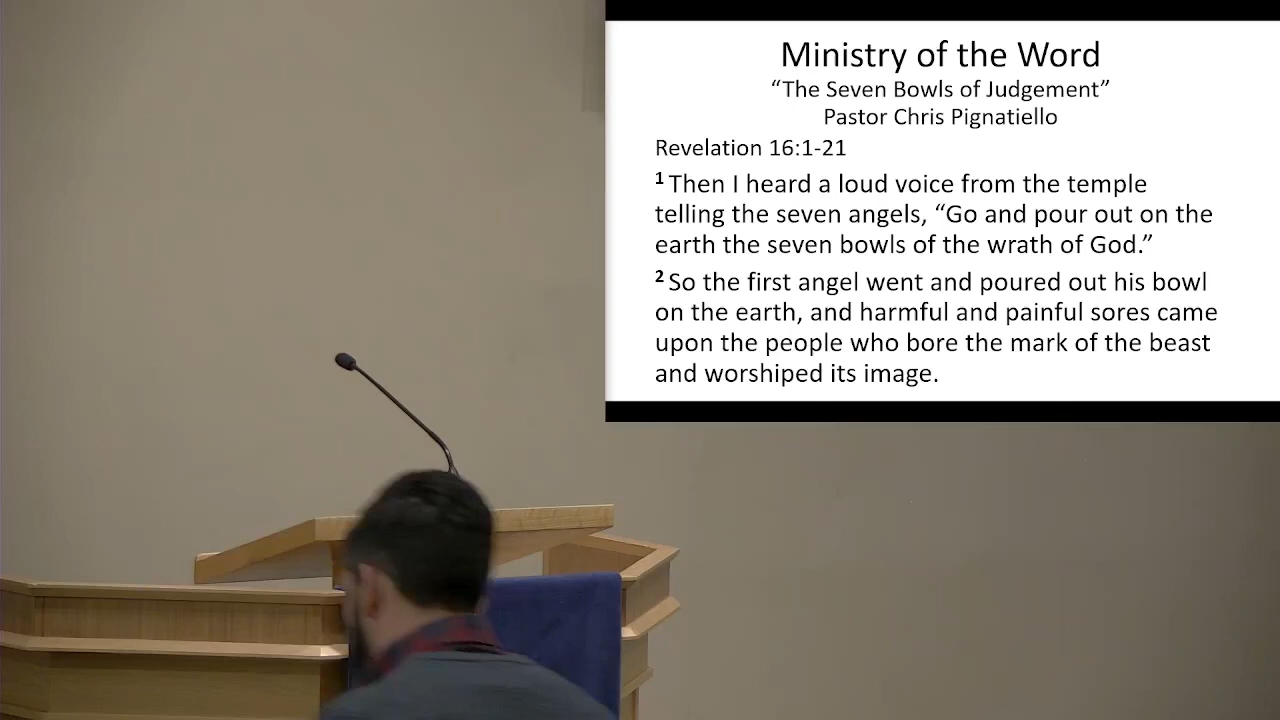 Ministry of the Word
“The Seven Bowls of Judgement”
Pastor Chris Pignatiello
Revelation 16:1-21
1 Then I heard a loud voice from the temple
telling the seven angels, “Go and pour out on the
earth the seven bowls of the wrath of God.”
2 So the first angel went and poured out his bowl
on the earth, and harmful and painful sores came
upon the people who bore the mark of the beast
and worshiped its image.